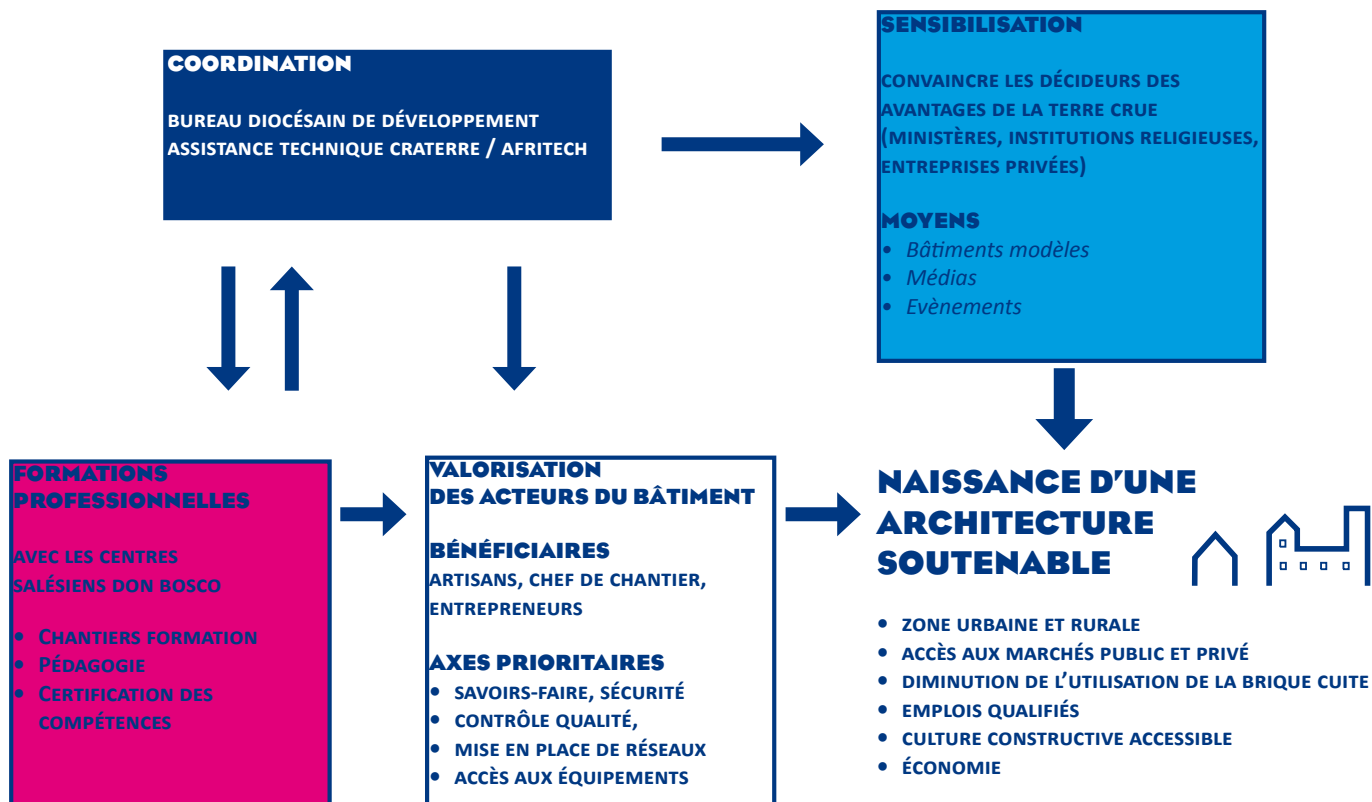 COORDINATION
BUREAU DIOCÉSAIN DE DÉVELOPPEMENT
ASSISTANCE TECHNIQUE CRATERRE / AFRITECH
SENSIBILISATION
CONVAINCRE LES DÉCIDEURS DES
AVANTAGES DE LA TERRE CRUE
(MINISTÈRES, INSTITUTIONS RELIGIEUSES,
ENTREPRISES PRIVÉES)
MOYENS
• Bâtiments modèles
• Médias
• Evènements
FORMATIONS
PROFESSIONNELLES
AVEC LES CENTRES
SALÉSIENS DON BOSCO
• CHANTIERS FORMATION
• PÉDAGOGIE
• CERTIFICATION DES
COMPÉTENCES
VALORISATION
DES ACTEURS DU BÂTIMENT
BÉNÉFICIAIRES
ARTISANS, CHEF DE CHANTIER,
ENTREPRENEURS
AXES PRIORITAIRES
• SAVOIRS-FAIRE, SÉCURITÉ
• CONTRÔLE QUALITÉ,
• MISE EN PLACE DE RÉSEAUX
• ACCÈS AUX ÉQUIPEMENTS
NAISSANCE D'UNE
ARCHITECTURE
SOUTENABLE
• ZONE URBAINE ET RURALE
• ACCÈS AUX MARCHÉS PUBLIC ET PRIVÉ
• DIMINUTION DE L'UTILISATION DE LA BRIQUE CUITE
• EMPLOIS QUALIFIÉS
• CULTURE CONSTRUCTIVE ACCESSIBLE
• ÉCONOMIE